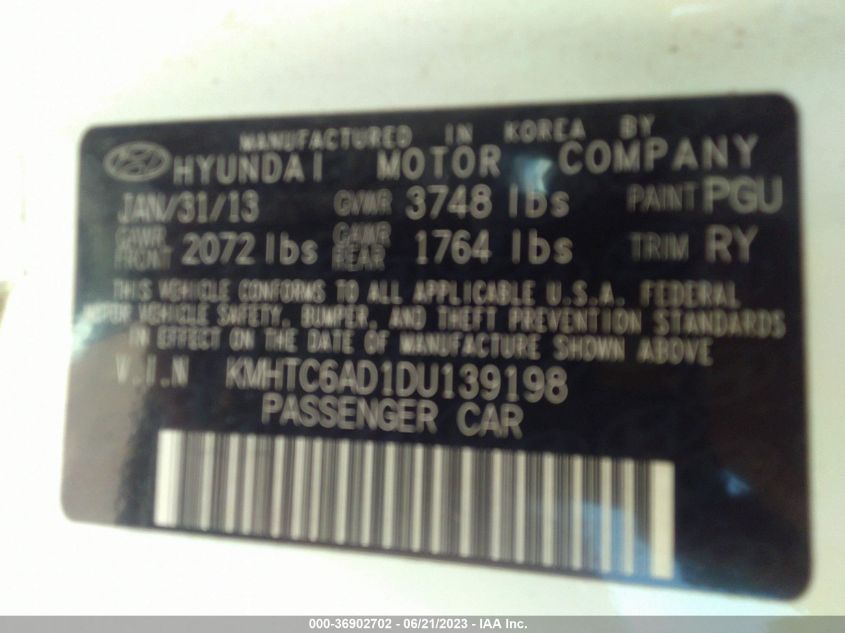 MANUFACTURED IN KOREA BY
HYUNDAI MOTOR COMPANY
JAN/31/13 GVWR 3748 lbs PAINT PGU
GAWR FRONT 2072 lbs GAWR REAR 1764 lbs TRIM RY
THIS VEHICLE CONFORMS TO ALL APPLICABLE U.S.A. FEDERAL
MOTOR VEHICLE SAFETY, BUMPER, AND THEFT PREVENTION STANDARDS
IN EFFECT ON THE DATE OF MANUFACTURE SHOWN ABOVE
V.I.N KMHTC6AD1DU139198
PASSENGER CAR
000-36902702 - 06/21/2023 - IAA Inc.